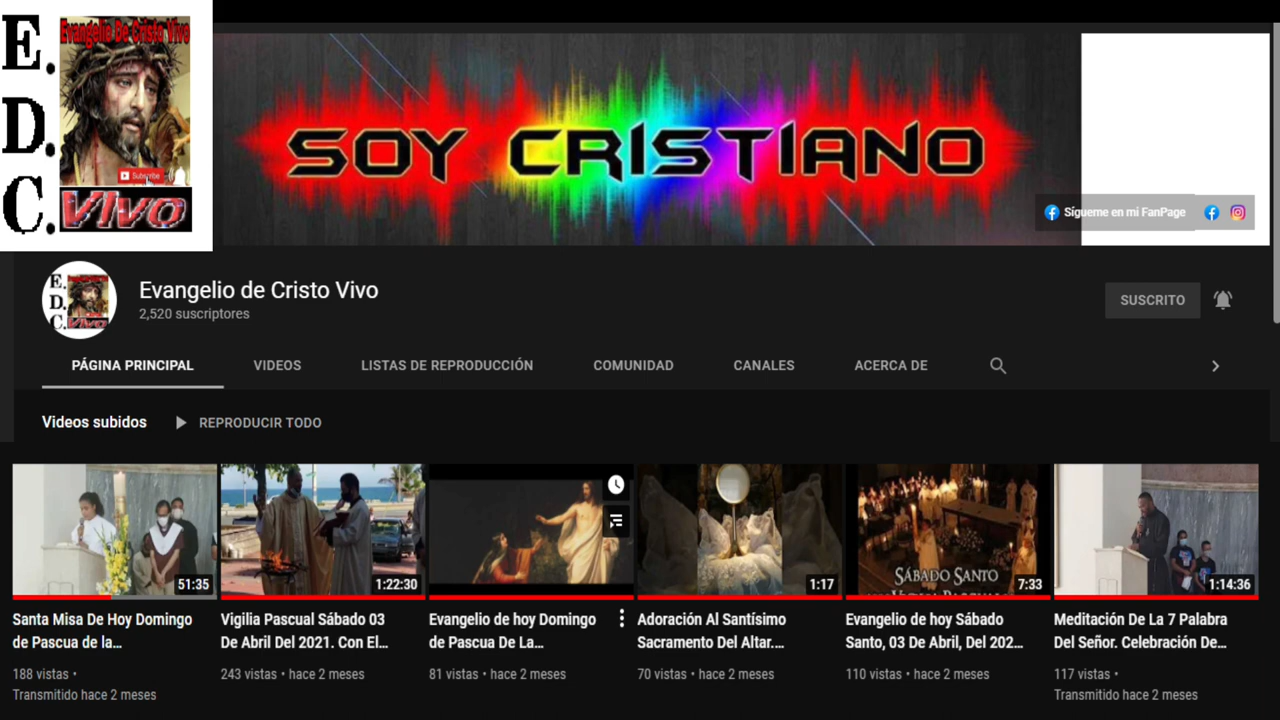 E.
D.
C.
Evangelio De Cristo Vivo
Subscribe
Vivo
SOY CRISTIANO
Sígueme en mi FanPage
E.
D.
C.
Vivo
Evangelio de Cristo Vivo
2,520 suscriptores
SUSCRITO
PÁGINA PRINCIPAL VIDEOS LISTAS DE REPRODUCCIÓN COMUNIDAD CANALES ACERCA DE
Videos subidos REPRODUCIR TODO
SÁBADO SANTO
51:35 1:22:30 1:17 7:33 1:14:36
Santa Misa De Hoy Domingo
de Pascua de la...
188 vistas •
Transmitido hace 2 meses
Vigilia Pascual Sábado 03
De Abril Del 2021. Con El...
243 vistas • hace 2 meses
Evangelio de hoy Domingo
de Pascua De La...
81 vistas • hace 2 meses
Adoración Al Santísimo
Sacramento Del Altar....
70 vistas • hace 2 meses
Evangelio de hoy Sábado
Santo, 03 De Abril, Del 202...
110 vistas • hace 2 meses
Meditación De La 7 Palabra
Del Señor. Celebración De...
117 vistas •
Transmitido hace 2 meses